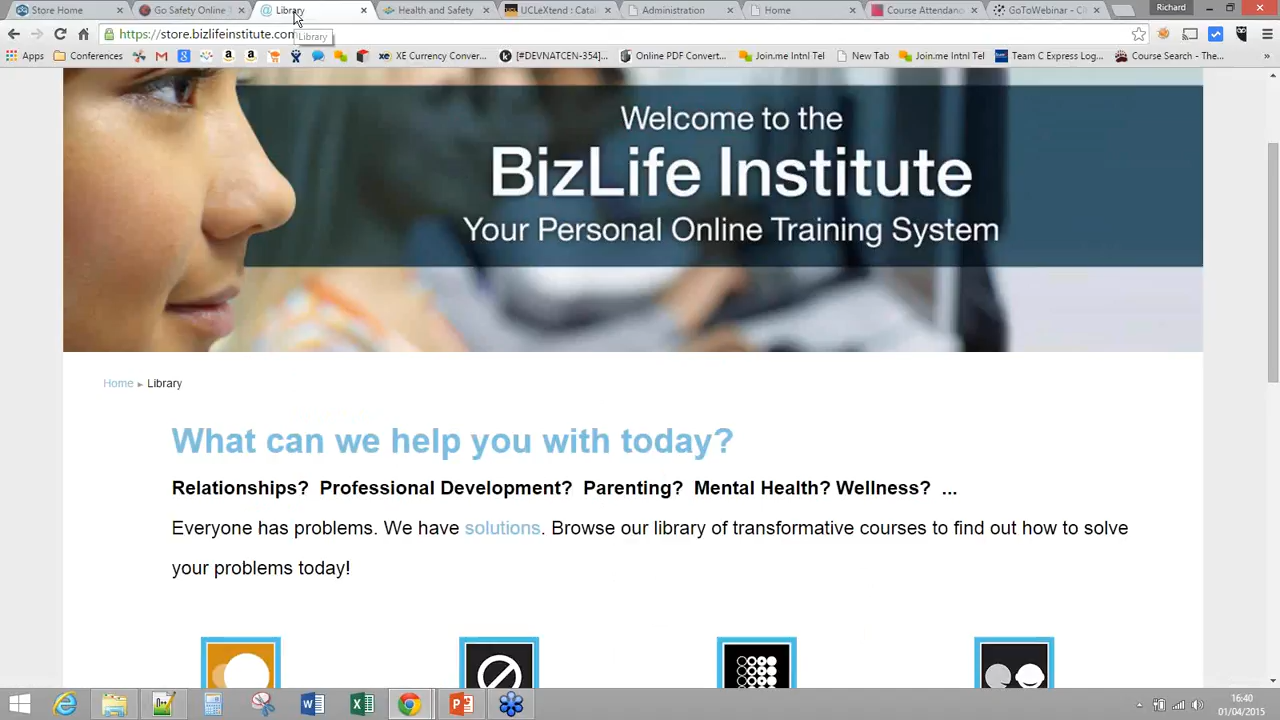 Store Home
Go Safety Online
Library
Health and Safety
UCLeXtend : Catal
Administration
Home
Course Attendanc
GoToWebinar - Cr
Richard
https://store.bizlifeinstitute.com
Library
Apps
Conferences
XE Currency Conver...
[#DEVNATGEN-354]...
Online PDF Convert...
Join.me Intnl Tel
New Tab
Join.me Intnl Tel
Team C Express Log...
Course Search - The...
Welcome to the
BizLife Institute
Your Personal Online Training System
Home ▸ Library
What can we help you with today?
Relationships? Professional Development? Parenting? Mental Health? Wellness? ...
Everyone has problems. We have solutions. Browse our library of transformative courses to find out how to solve
your problems today!
16:40
01/04/2015